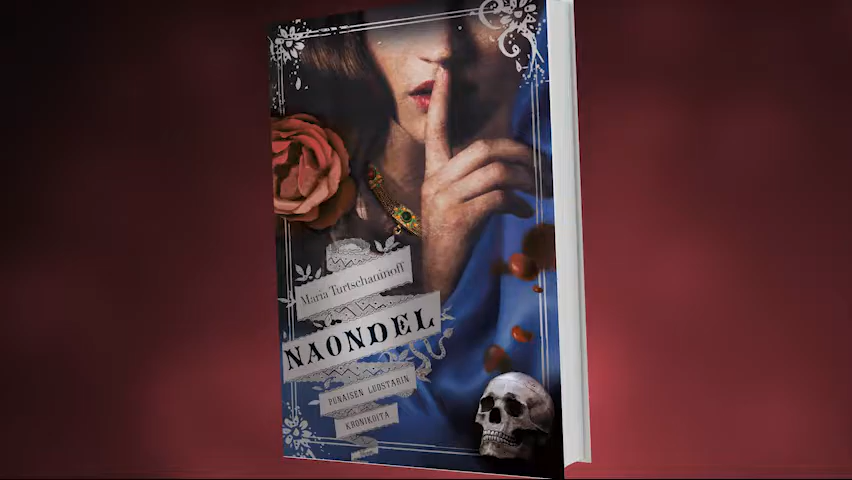 Maria Turtschaninoff
NAONDEL
PUNAISEN LUOSTARIN
KRONIKOITA